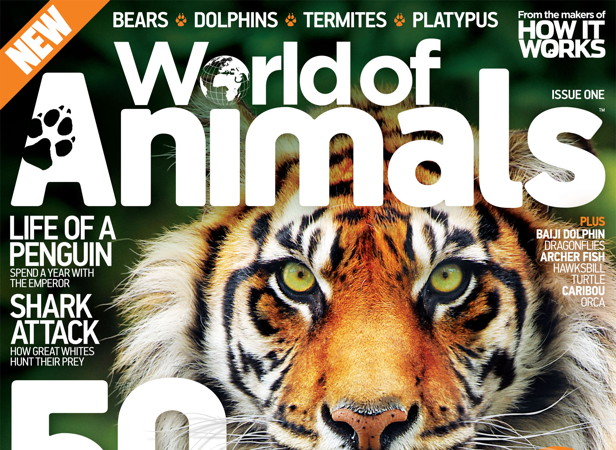 NEW
BEARS DOLPHINS TERMITES PLATYPUS
From the makers of
HOW IT
WORKS
World of
Animals
ISSUE ONE
™
LIFE OF A
PENGUIN
SPEND A YEAR WITH
THE EMPEROR
SHARK
ATTACK
HOW GREAT WHITES
HUNT THEIR PREY
PLUS
BAIJI DOLPHIN
DRAGONFLIES
ARCHER FISH
HAWKSBILL
TURTLE
CARIBOU
ORCA
50